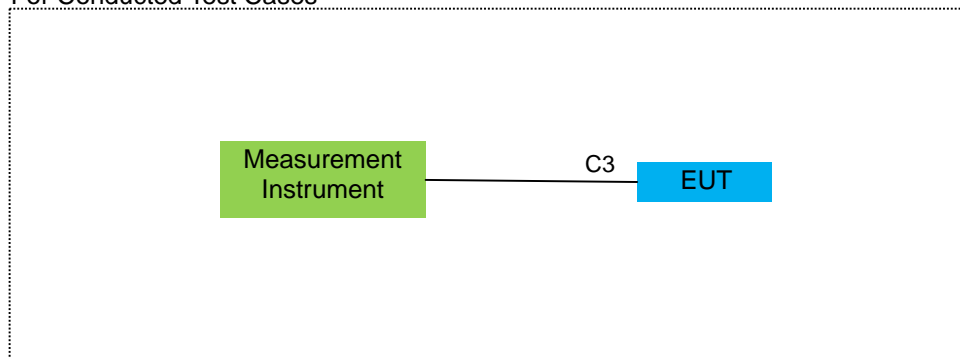 For Conducted Test Cases
Measurement
Instrument
C3
EUT